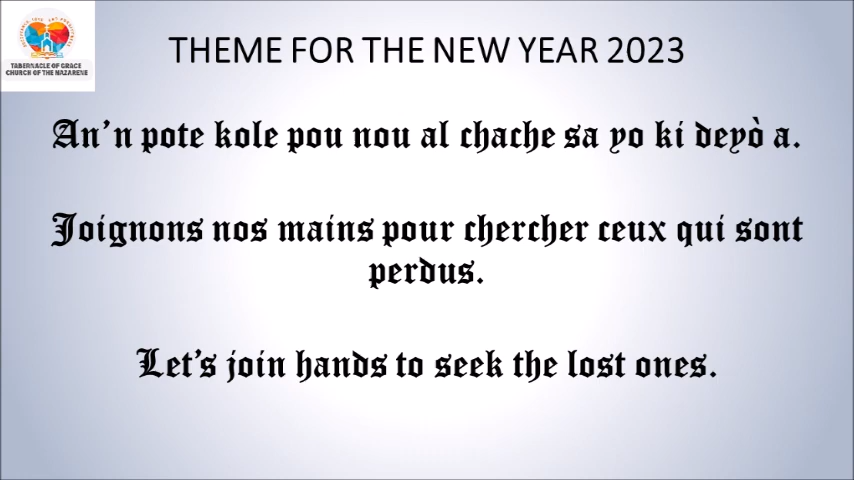 TABERNACLE OF GRACE
CHURCH OF THE NAZARENE
THEME FOR THE NEW YEAR 2023
An'n pote kole pou nou al chache sa yo ki deyò a.
Joignons nos mains pour chercher ceux qui sont
perdus.
Let's join hands to seek the lost ones.